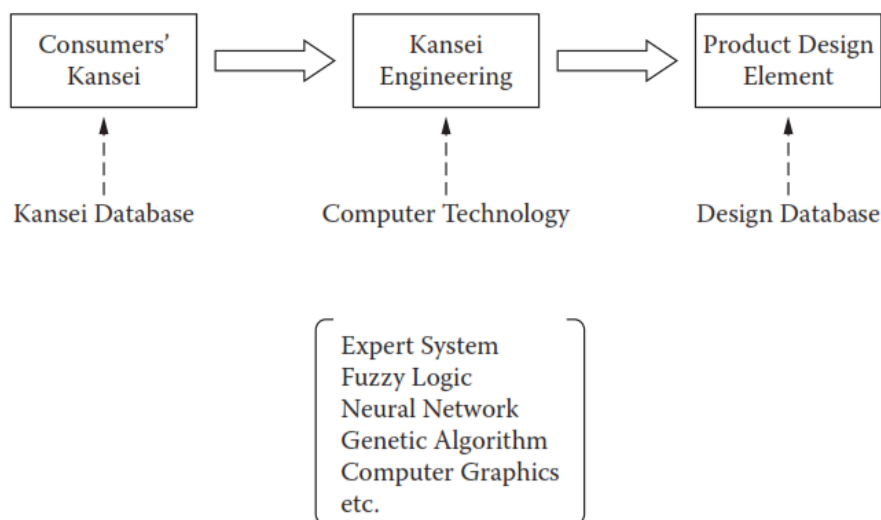 Consumers’
Kansei
Kansei
Engineering
Product Design
Element
Kansei Database
Computer Technology
Design Database
Expert System
Fuzzy Logic
Neural Network
Genetic Algorithm
Computer Graphics
etc.